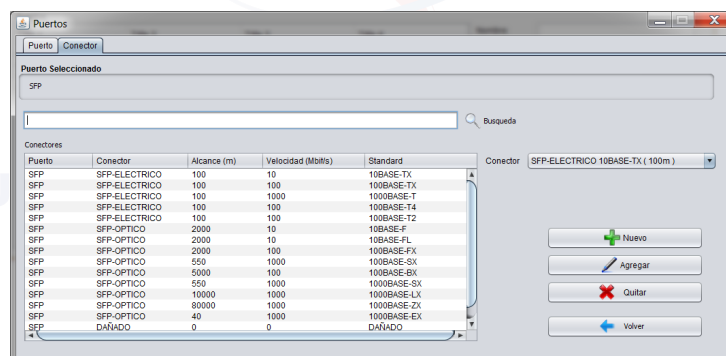 Puertos
Puerto Conector
Puerto Seleccionado
SFP
Busqueda
Conectores
Puerto Conector Alcance (m) Velocidad (Mbit/s) Standard
SFP SFP-ELECTRICO 100 10 10BASE-TX
SFP SFP-ELECTRICO 100 100 100BASE-TX
SFP SFP-ELECTRICO 100 1000 1000BASE-T
SFP SFP-ELECTRICO 100 100 100BASE-T4
SFP SFP-ELECTRICO 100 100 100BASE-T2
SFP SFP-OPTICO 2000 10 10BASE-F
SFP SFP-OPTICO 2000 10 10BASE-FL
SFP SFP-OPTICO 2000 100 100BASE-FX
SFP SFP-OPTICO 550 1000 1000BASE-SX
SFP SFP-OPTICO 5000 100 100BASE-BX
SFP SFP-OPTICO 550 1000 1000BASE-SX
SFP SFP-OPTICO 10000 1000 1000BASE-LX
SFP SFP-OPTICO 80000 1000 1000BASE-ZX
SFP SFP-OPTICO 40 1000 1000BASE-EX
SFP DAÑADO 0 0 DAÑADO
Conector SFP-ELECTRICO 10BASE-TX ( 100m )
Nuevo
Agregar
Quitar
Volver